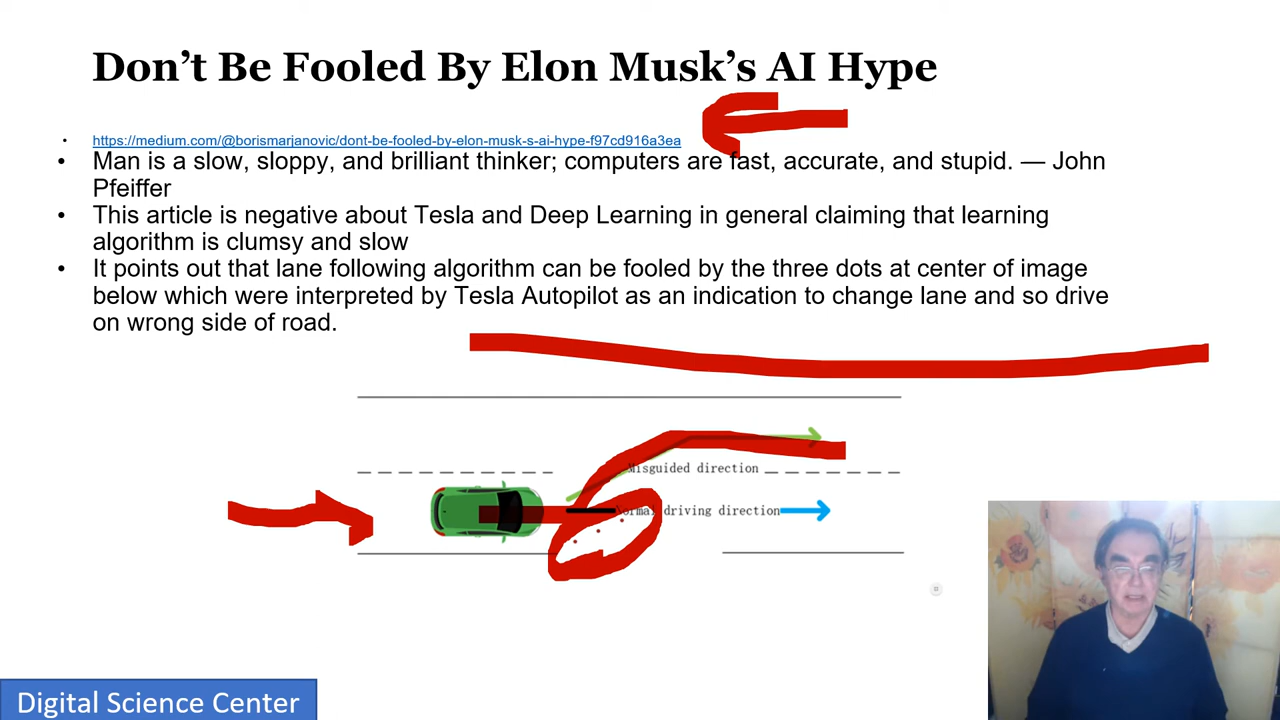 Don't Be Fooled By Elon Musk's AI Hype
• https://medium.com/@borismarjanovic/dont-be-fooled-by-elon-musk-s-ai-hype-f97cd916a3ea
• Man is a slow, sloppy, and brilliant thinker; computers are fast, accurate, and stupid. — John
Pfeiffer
• This article is negative about Tesla and Deep Learning in general claiming that learning
algorithm is clumsy and slow
• It points out that lane following algorithm can be fooled by the three dots at center of image
below which were interpreted by Tesla Autopilot as an indication to change lane and so drive
on wrong side of road.
Misguided direction
Normal driving direction
Digital Science Center